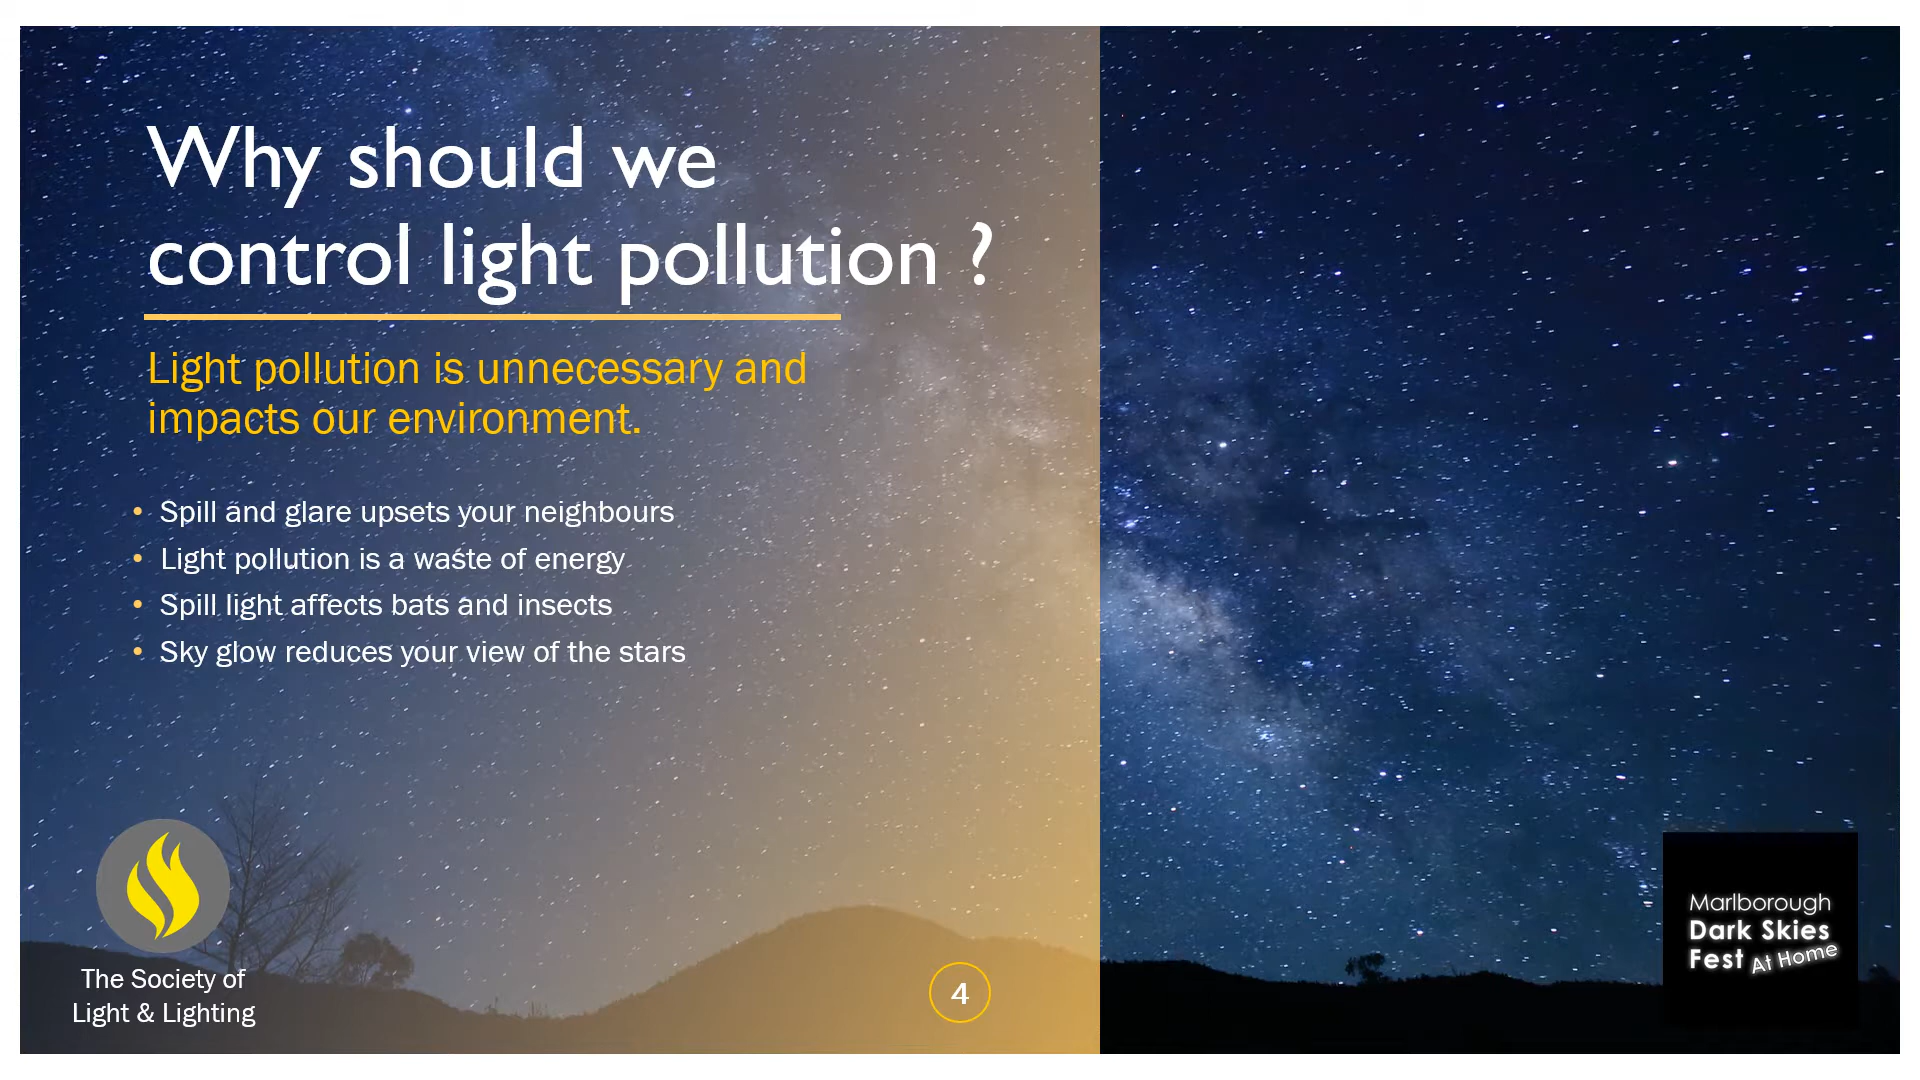 Why should we
control light pollution ?
Light pollution is unnecessary and
impacts our environment.
• Spill and glare upsets your neighbours
• Light pollution is a waste of energy
• Spill light affects bats and insects
• Sky glow reduces your view of the stars
The Society of
Light & Lighting
4
Marlborough
Dark Skies
Fest At Home